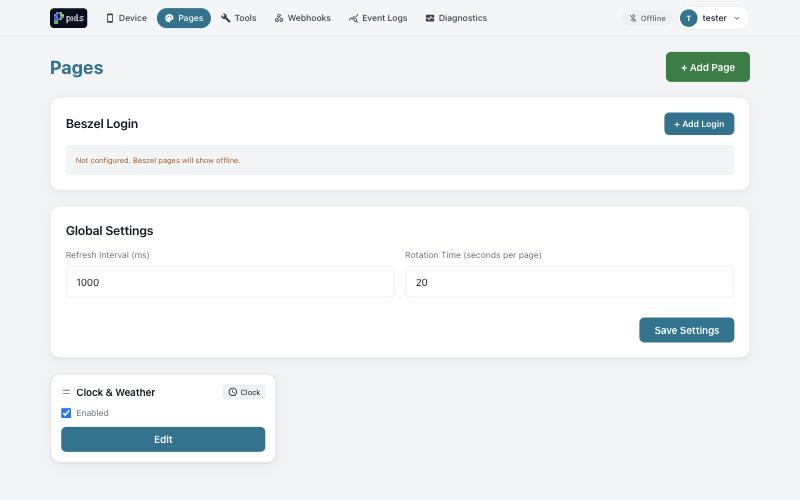 pixls Device Pages Tools Webhooks Event Logs Diagnostics Offline T tester
Pages
+ Add Page
Beszel Login
+ Add Login
Not configured. Beszel pages will show offline.
Global Settings
Refresh Interval (ms) Rotation Time (seconds per page)
1000 20
Save Settings
Clock & Weather Clock
Enabled
Edit